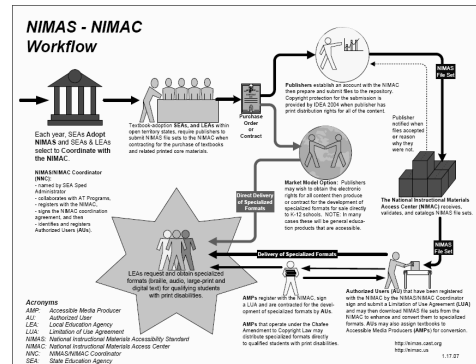 NIMAS - NIMAC
Workflow
Each year, SEAs Adopt
NIMAS and SEAs & LEAs
select to Coordinate with
the NIMAC.
NIMAS/NIMAC Coordinator
(NNC):
- named by SEA Sped
Administrator
- collaborates with AT Programs,
- registers with the NIMAC,
- signs the NIMAC coordination
agreement, and then
- identifies and registers
Authorized Users (AUs).
Textbook-adoption SEAs, and LEAs within
open territory states, require publishers to
submit NIMAS file sets to the NIMAC when
contracting for the purchase of textbooks
and related printed core materials.
Purchase
Order
or
Contract
Publishers establish an account with the NIMAC
then prepare and submit files to the repository.
Copyright protection for the submission is
provided by IDEA 2004 when publisher has
print distribution rights for all of the content.
NIMAS
File Set
Publisher
notified when
files accepted
or reason
why they
were not.
Market Model Option: Publishers
may wish to obtain the electronic
rights for all content then produce
or contract for the development of
specialized formats for sale directly
to K-12 schools. NOTE: In many
cases these will be general educa-
tion products that are accessible.
Direct Delivery
of Specialized
Formats
The National Instructional Materials
Access Center (NIMAC) receives,
validates, and catalogs NIMAS file sets.
NIMAS
File Set
Delivery of Specialized Formats
LEAs request and obtain specialized
formats (braille, audio, large-print and
digital text) for qualifying students
with print disabilities.
AMPs register with the NIMAC, sign
a LUA and are contracted for the
development of specialized
formats by AUs.
AMPs that operate under the Chafee
Amendment to Copyright Law may
distribute specialized formats directly
to qualified students with print disabilities.
Authorized Users (AU) that have been registered
with the NIMAC by the NIMAS/NIMAC Coordinator
sign and submit a Limitation of Use Agreement (LUA)
and may then download NIMAS file sets from the
NIMAC to enhance and convert them to specialized
formats. AUs may also assign textbooks to
Accessible Media Producers (AMPs) for conversion.
Acronyms
AMP: Accessible Media Producer
AU: Authorized User
LEA: Local Education Agency
LUA: Limitation of Use Agreement
NIMAS: National Instructional Materials Accessibility Standard
NIMAC: National Instructional Materials Access Center
NNC: NIMAS/NIMAC Coordinator
SEA: State Education Agency
http://nimas.cast.org
http://nimac.us
1.17.07